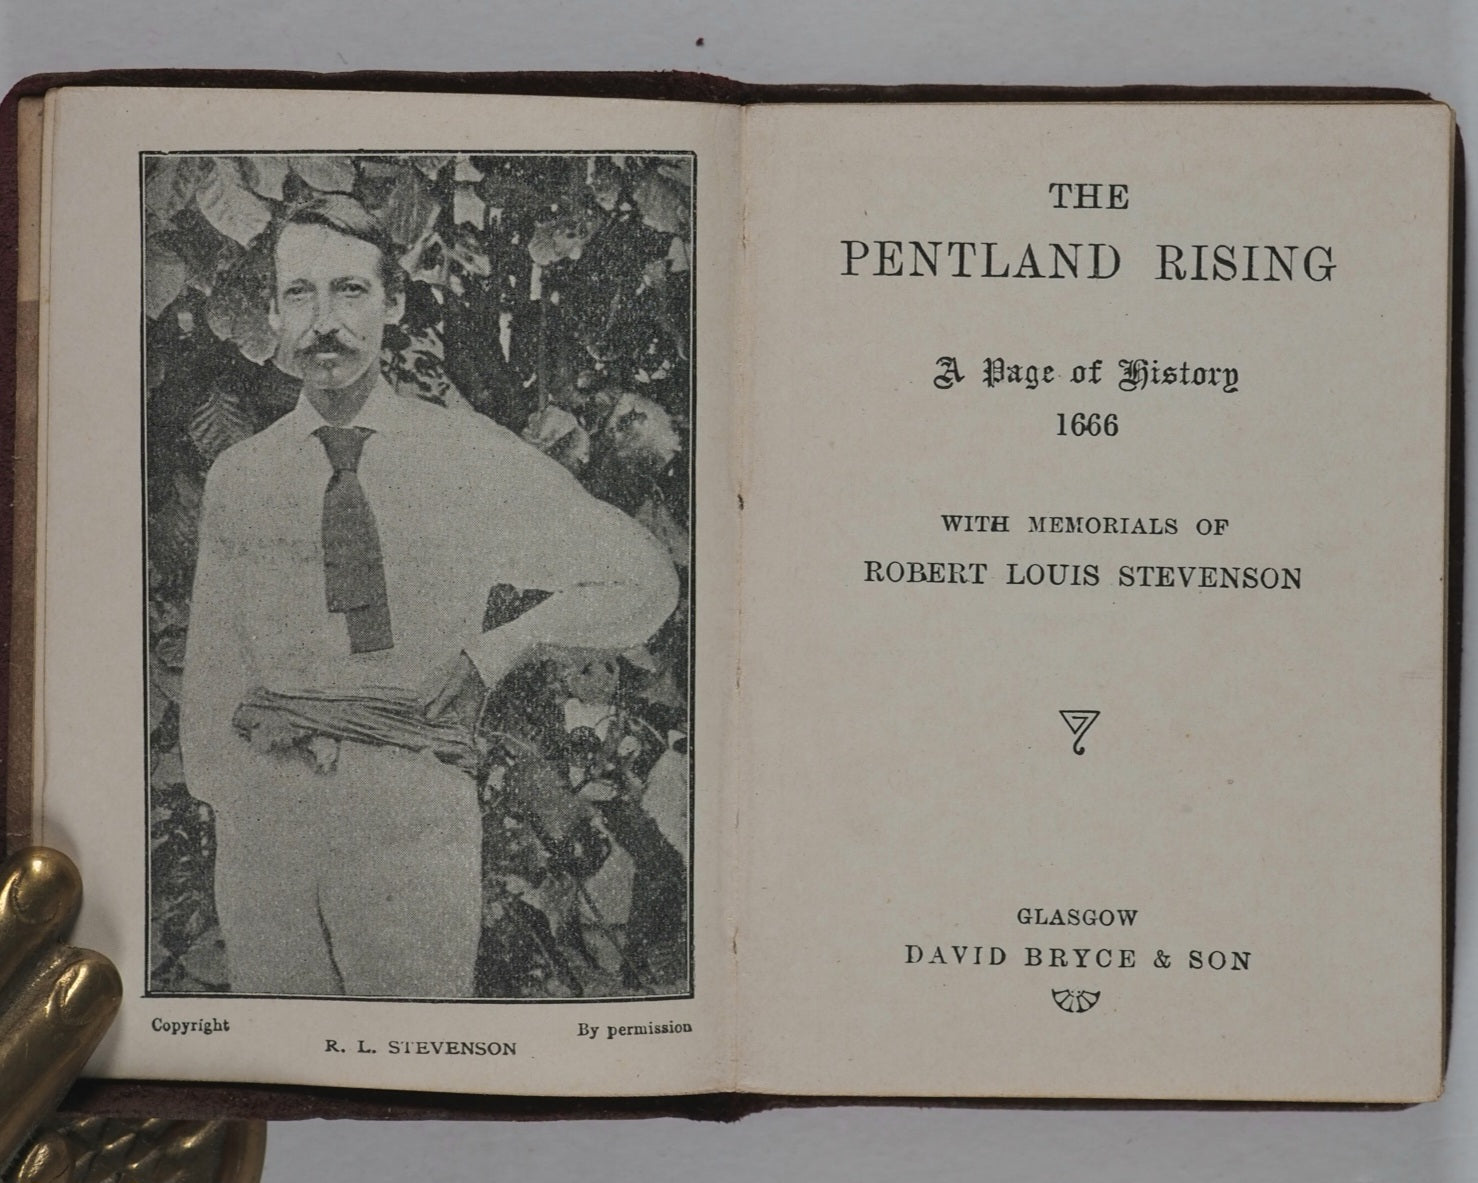 Copyright
By permission
R. L. STEVENSON
THE
PENTLAND RISING
A Page of History
1666
WITH MEMORIALS OF
ROBERT LOUIS STEVENSON
GLASGOW
DAVID BRYCE & SON